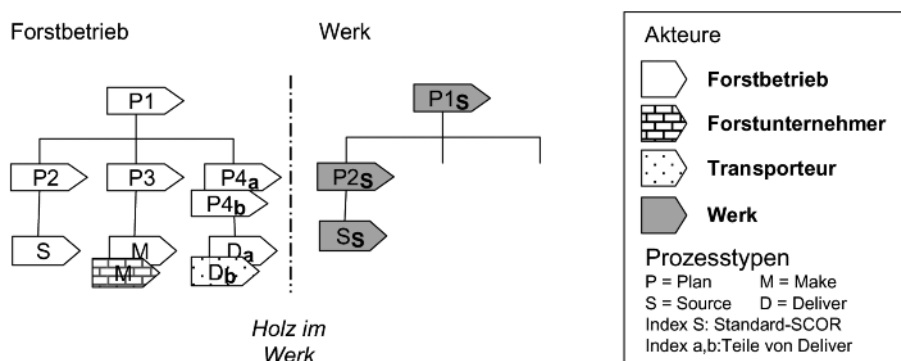 Forstbetrieb
Werk
P1
P1s
P2
P3
P4a
P4b
P2s
S
M
M
Da
Db
Ss
Holz im
Werk
Akteure
Forstbetrieb
Forstunternehmer
Transporteur
Werk
Prozesstypen
P = Plan M = Make
S = Source D = Deliver
Index S: Standard-SCOR
Index a,b:Teile von Deliver